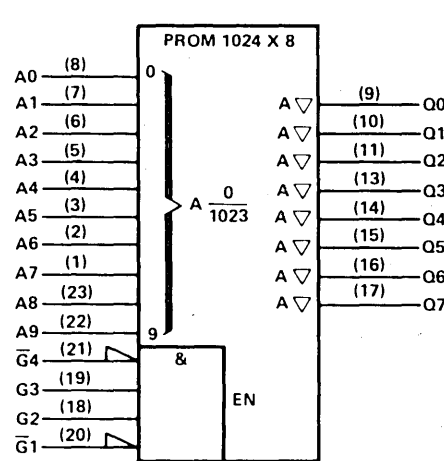 PROM 1024 X 8
A0 (8) 0
A1 (7) A ▽ (9) Q0
A2 (6) A ▽ (10) Q1
A3 (5) A ▽ (11) Q2
A4 (4) A ▽ (13) Q3
A5 (3) A 0/1023 A ▽ (14) Q4
A6 (2) A ▽ (15) Q5
A7 (1) A ▽ (16) Q6
A8 (23) A ▽ (17) Q7
A9 (22) 9
G̅4 (21) &
G3 (19) EN
G2 (18)
G̅1 (20)